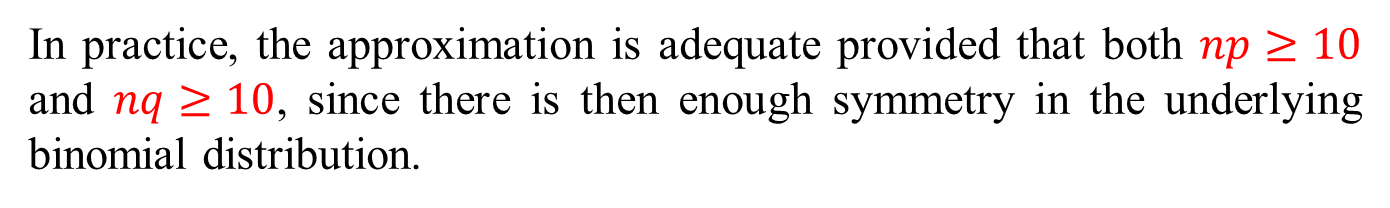 In practice, the approximation is adequate provided that both np ≥ 10
and nq ≥ 10, since there is then enough symmetry in the underlying
binomial distribution.